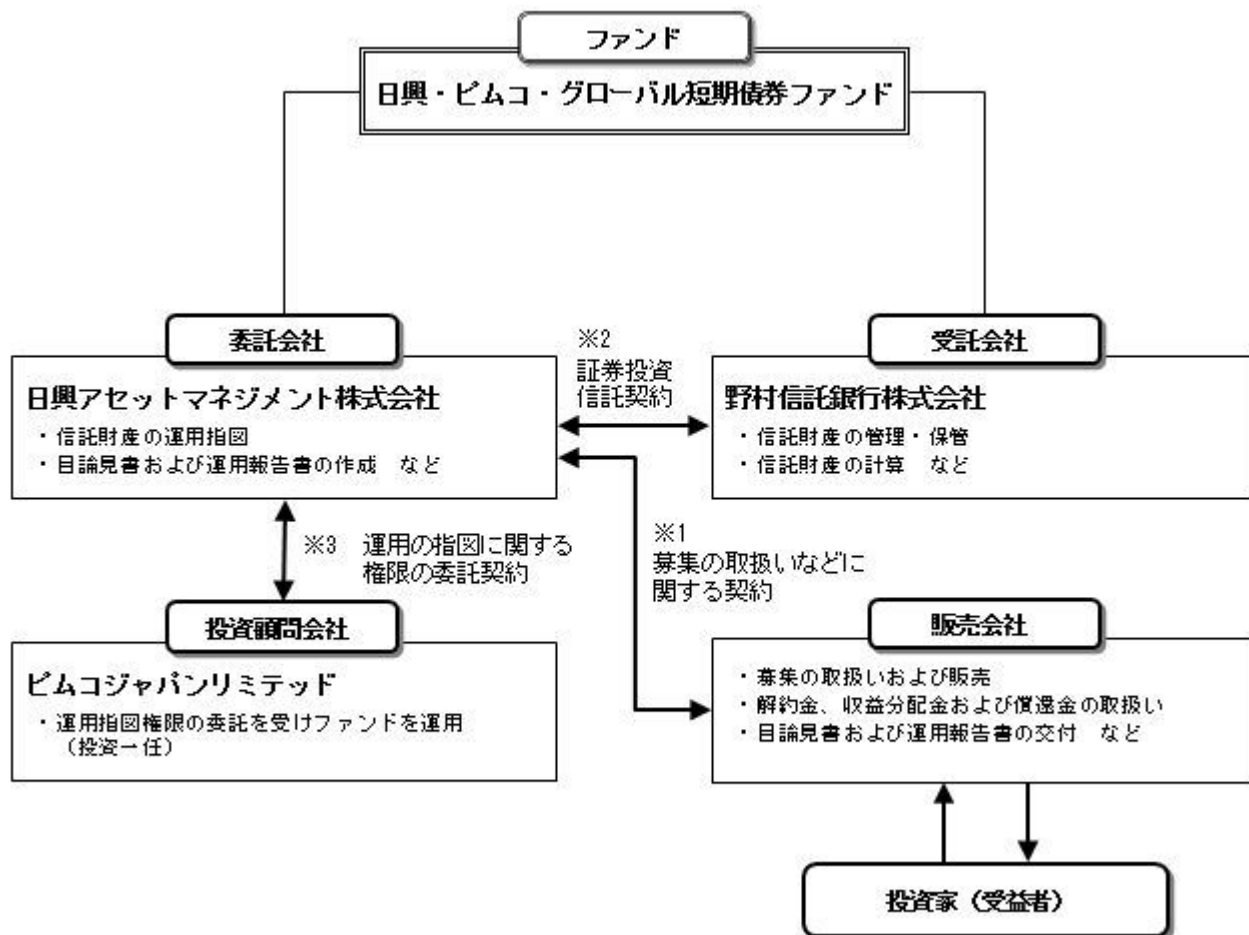 ファンド
日興・ピムコ・グローバル短期債券ファンド
委託会社
日興アセットマネジメント株式会社
・信託財産の運用指図
・目論見書および運用報告書の作成　など
※2
証券投資
信託契約
受託会社
野村信託銀行株式会社
・信託財産の管理・保管
・信託財産の計算　など
※3　運用の指図に関する
権限の委託契約
※1
募集の取扱いなどに
関する契約
投資顧問会社
ピムコジャパンリミテッド
・運用指図権限の委託を受けファンドを運用
（投資一任）
販売会社
・募集の取扱いおよび販売
・解約金、収益分配金および償還金の取扱い
・目論見書および運用報告書の交付　など
投資家（受益者）